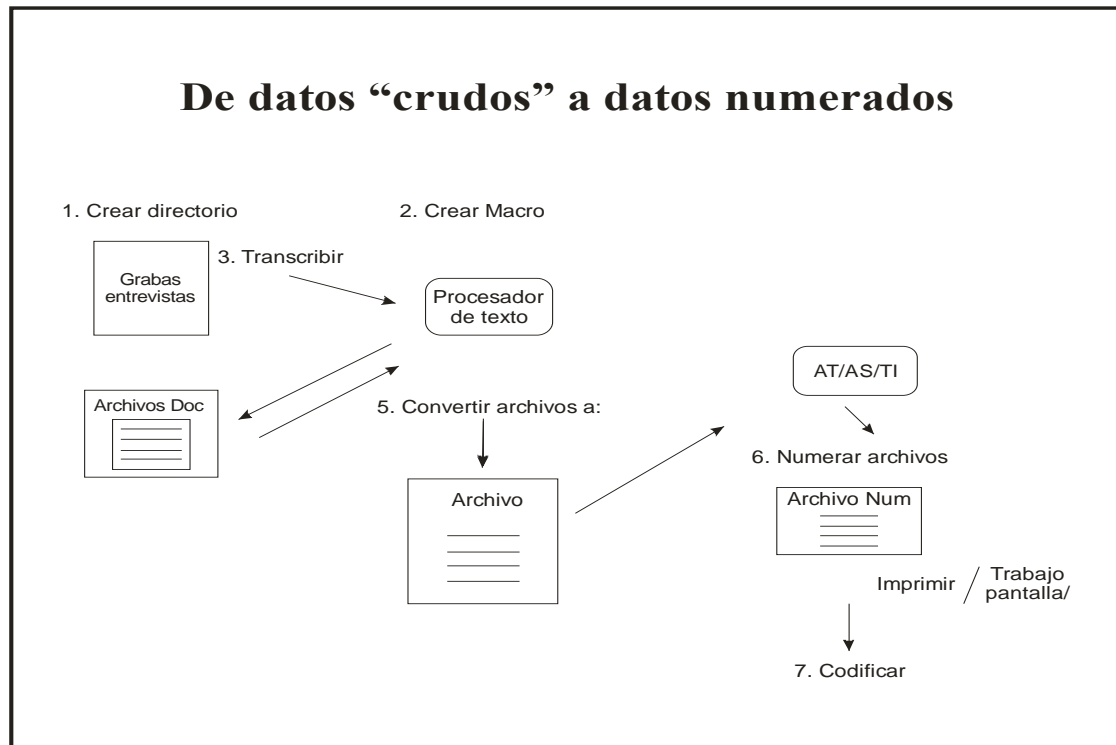 De datos “crudos” a datos numerados
1. Crear directorio
2. Crear Macro
3. Transcribir
Grabas
entrevistas
Procesador
de texto
AT/AS/TI
Archivos Doc
5. Convertir archivos a:
6. Numerar archivos
Archivo
Archivo Num
Imprimir / Trabajo
pantalla/
7. Codificar